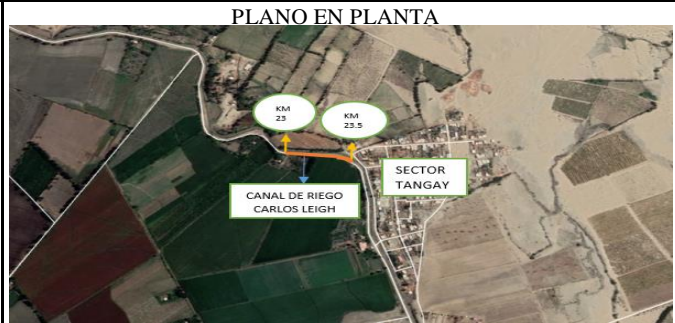 PLANO EN PLANTA
KM
23
KM
23.5
SECTOR
TANGAY
CANAL DE RIEGO
CARLOS LEIGH